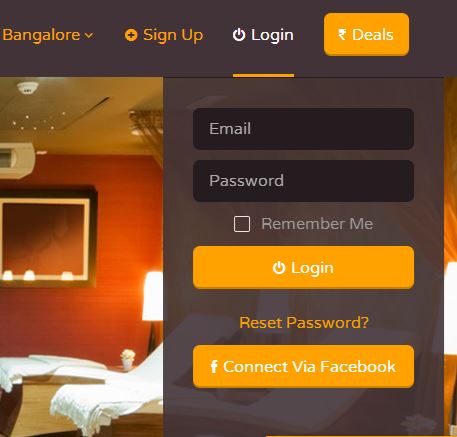 Bangalore Sign Up Login ₹ Deals
Email
Password
Remember Me
Login
Reset Password?
f Connect Via Facebook